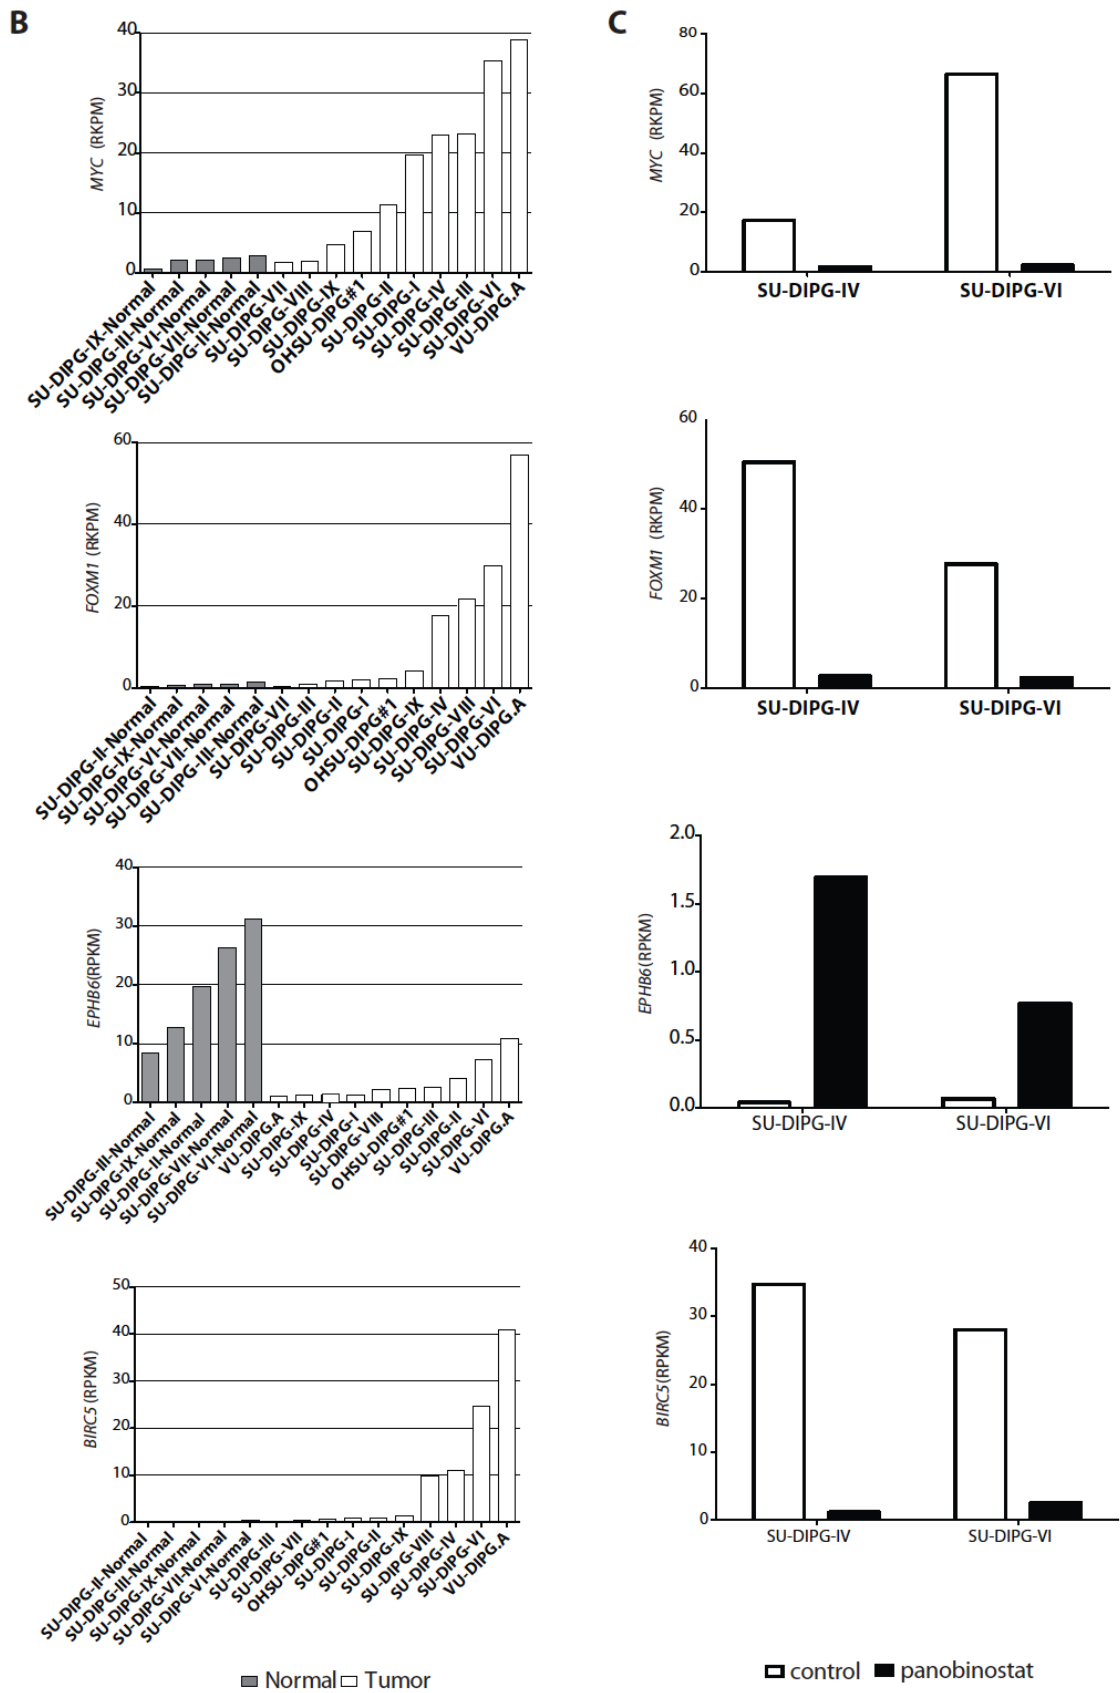 B
MYC (RKPM)
40
30
20
10
0
SU-DIPG-IX-Normal
SU-DIPG-III-Normal
SU-DIPG-VI-Normal
SU-DIPG-VII-Normal
SU-DIPG-II-Normal
SU-DIPG-VII
SU-DIPG-VIII
SU-DIPG-IX
OHSU-DIPG#1
SU-DIPG-II
SU-DIPG-I
SU-DIPG-IV
SU-DIPG-III
SU-DIPG-VI
VU-DIPG.A
FOXM1 (RKPM)
60
40
20
0
SU-DIPG-II-Normal
SU-DIPG-IX-Normal
SU-DIPG-VI-Normal
SU-DIPG-VII-Normal
SU-DIPG-III-Normal
SU-DIPG-VII
SU-DIPG-III
SU-DIPG-II
SU-DIPG-I
OHSU-DIPG#1
SU-DIPG-IX
SU-DIPG-IV
SU-DIPG-VIII
SU-DIPG-VI
VU-DIPG.A
EPHB6(RPKM)
40
30
20
10
0
SU-DIPG-III-Normal
SU-DIPG-IX-Normal
SU-DIPG-II-Normal
SU-DIPG-VII-Normal
SU-DIPG-VI-Normal
VU-DIPG.A
SU-DIPG-IX
SU-DIPG-IV
SU-DIPG-I
SU-DIPG-VIII
OHSU-DIPG#1
SU-DIPG-III
SU-DIPG-II
SU-DIPG-VI
VU-DIPG.A
BIRC5(RPKM)
50
40
30
20
10
0
SU-DIPG-II-Normal
SU-DIPG-III-Normal
SU-DIPG-IX-Normal
SU-DIPG-VII-Normal
SU-DIPG-VI-Normal
SU-DIPG-III
SU-DIPG-VII
OHSU-DIPG#1
SU-DIPG-I
SU-DIPG-II
SU-DIPG-IX
SU-DIPG-VIII
SU-DIPG-IV
SU-DIPG-VI
VU-DIPG.A
Normal Tumor
C
MYC (RKPM)
80
60
40
20
0
SU-DIPG-IV SU-DIPG-VI
FOXM1 (RKPM)
60
40
20
0
SU-DIPG-IV SU-DIPG-VI
EPHB6(RPKM)
2.0
1.5
1.0
0.5
0.0
SU-DIPG-IV SU-DIPG-VI
BIRC5(RPKM)
40
30
20
10
0
SU-DIPG-IV SU-DIPG-VI
control panobinostat